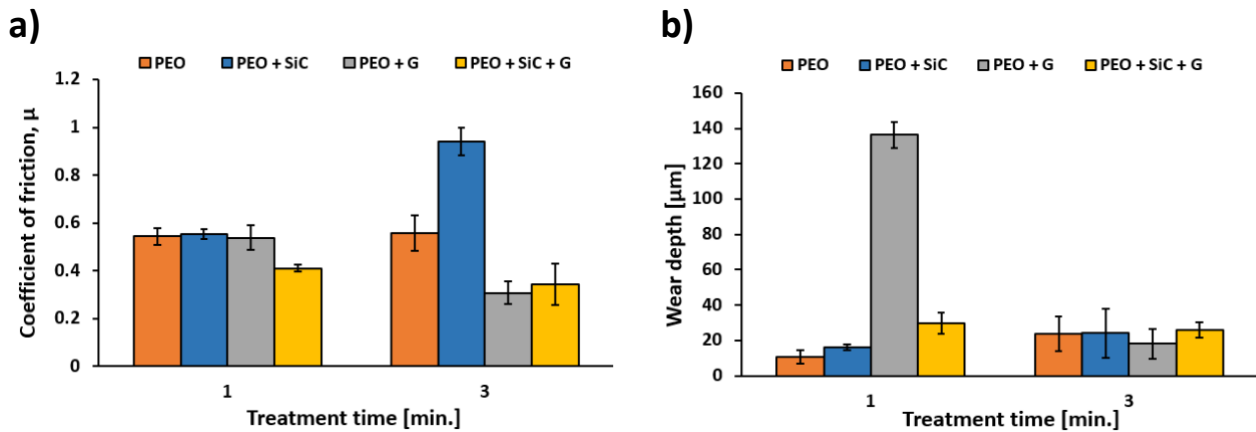 a)
PEO PEO + SiC PEO + G PEO + SiC + G
1.2
1
0.8
0.6
0.4
0.2
0
Coefficient of friction, μ
1 3
Treatment time [min.]
b)
PEO PEO + SiC PEO + G PEO + SiC + G
160
140
120
100
80
60
40
20
0
Wear depth [μm]
1 3
Treatment time [min.]